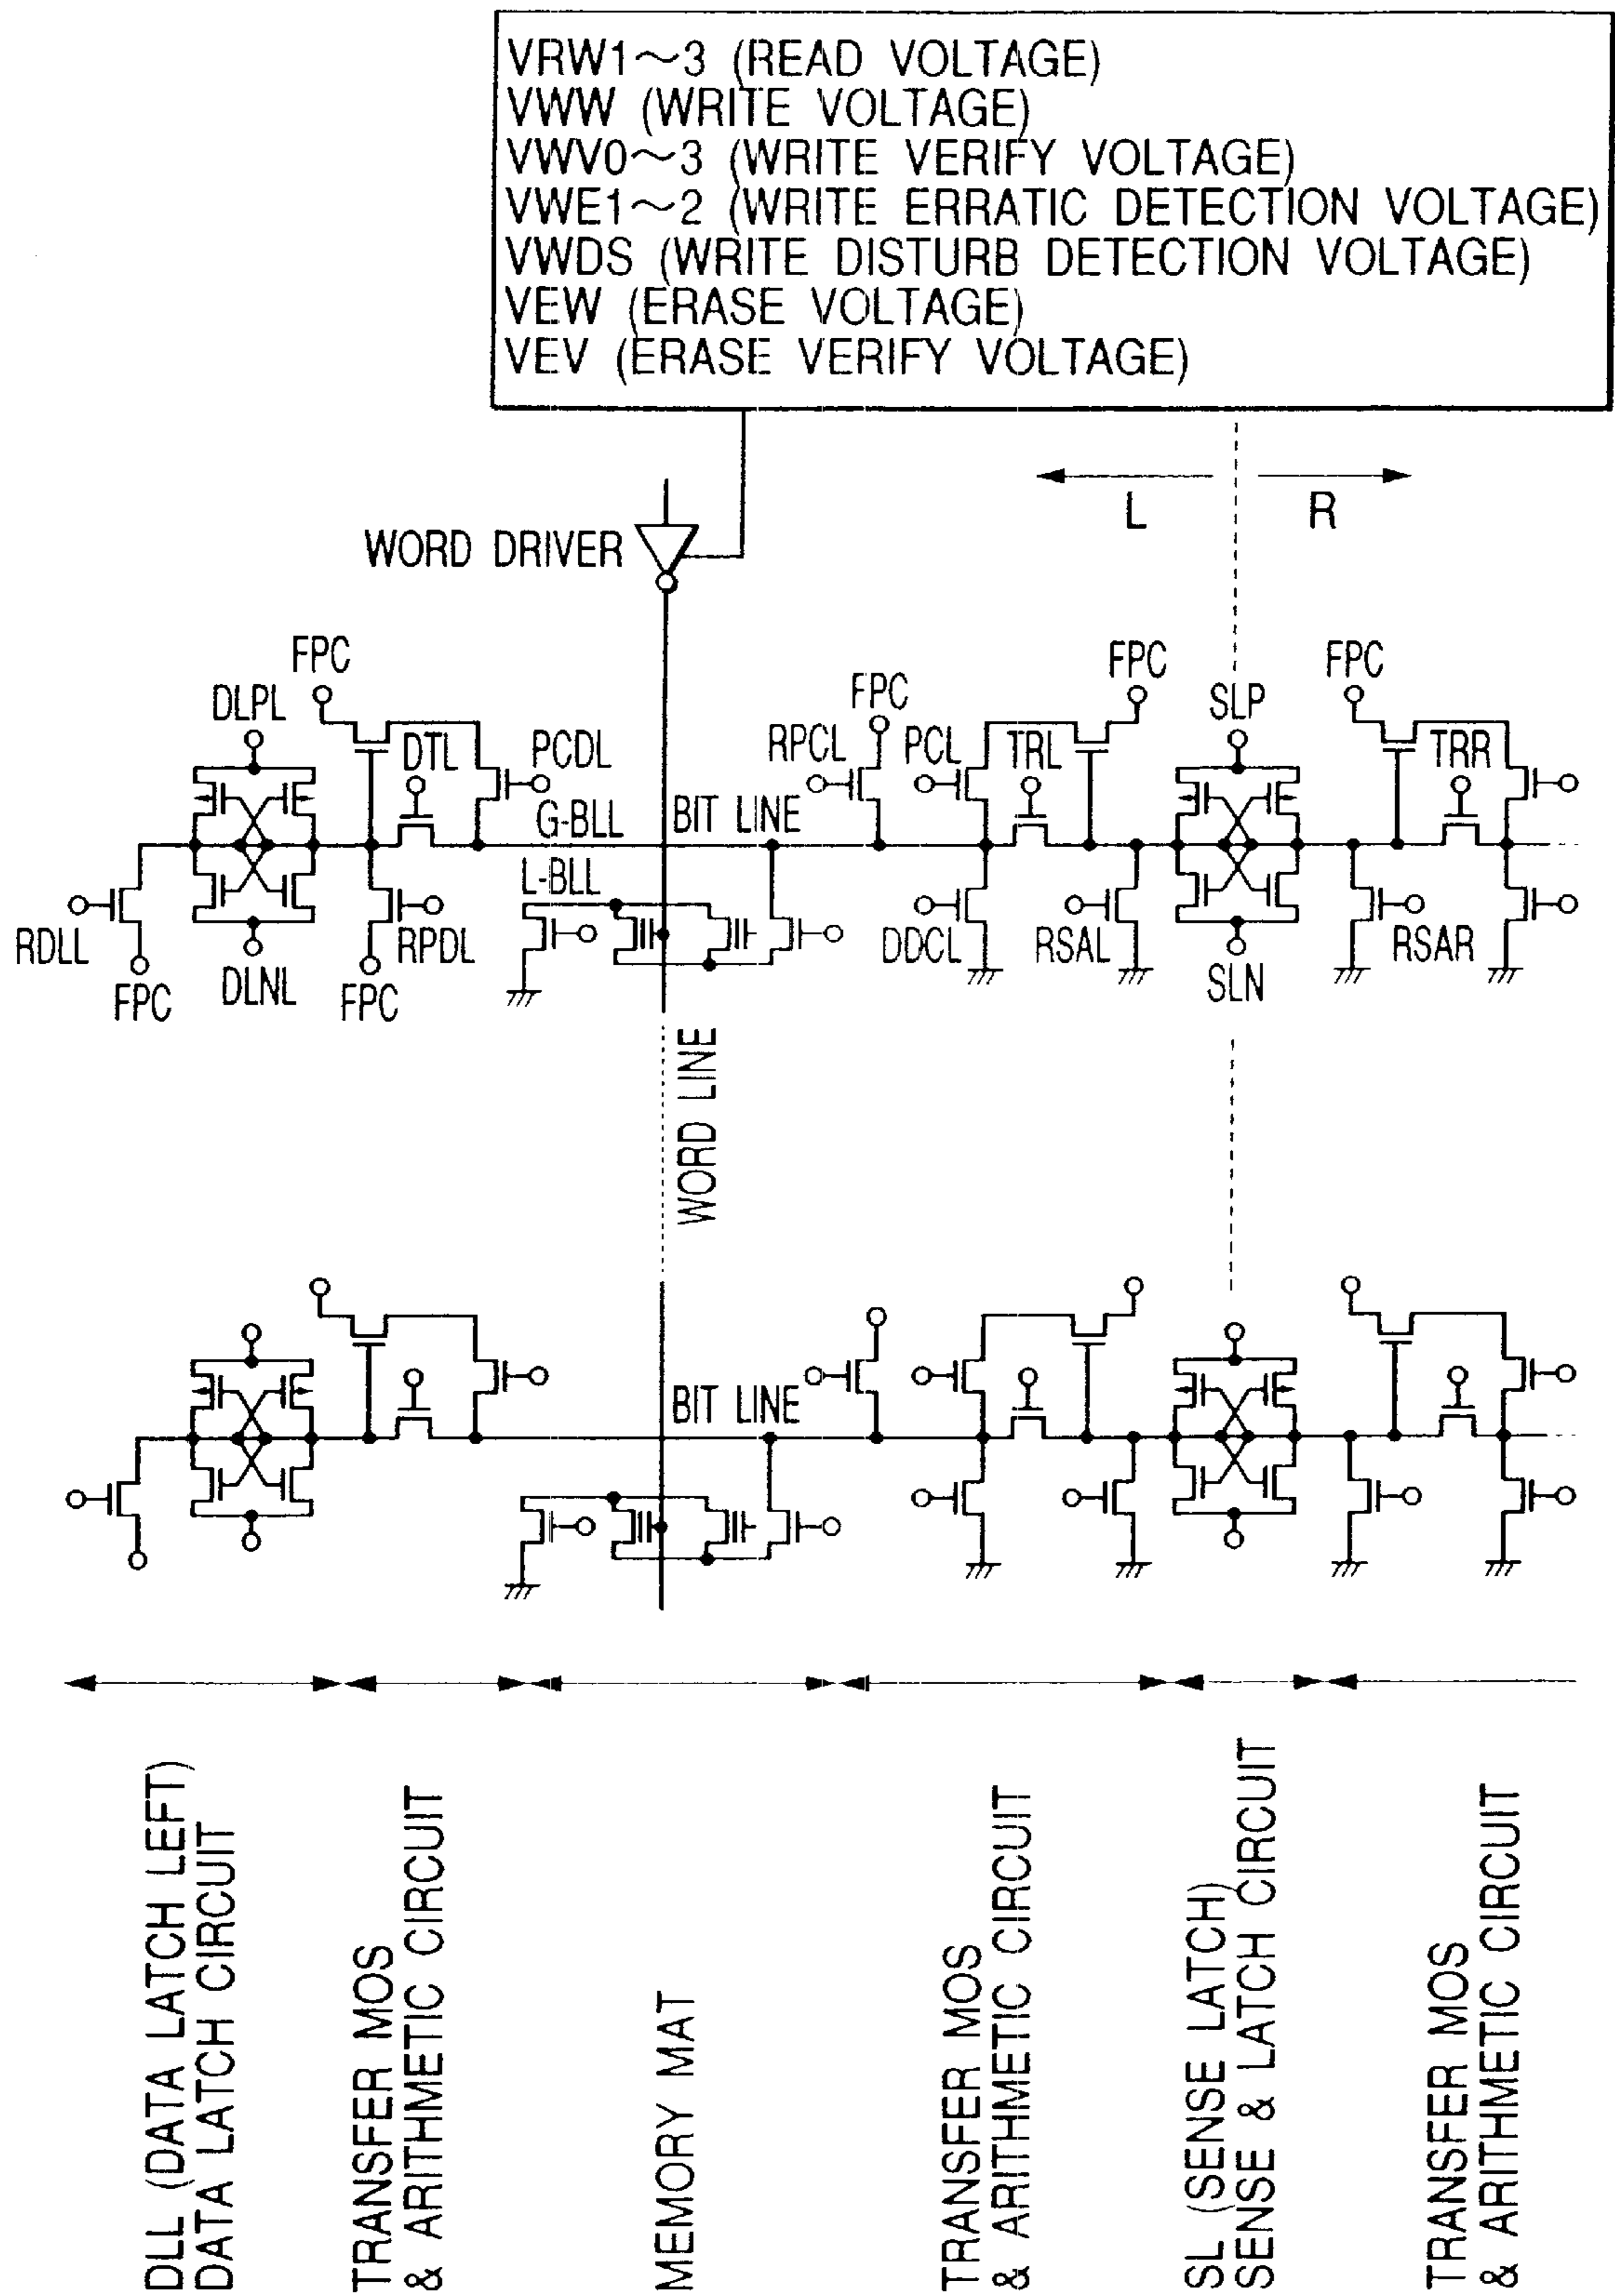 VRW1～3 (READ VOLTAGE)
VWW (WRITE VOLTAGE)
VWV0～3 (WRITE VERIFY VOLTAGE)
VWE1～2 (WRITE ERRATIC DETECTION VOLTAGE)
VWDS (WRITE DISTURB DETECTION VOLTAGE)
VEW (ERASE VOLTAGE)
VEV (ERASE VERIFY VOLTAGE)
L
R
WORD DRIVER
FPC
DLPL
DTL
PCDL
G-BLL
BIT LINE
L-BLL
RDLL
FPC
DLNL
RPDL
FPC
FPC
RPCL
PCL
TRL
FPC
SLP
FPC
TRR
DDCL
RSAL
SLN
RSAR
WORD LINE
BIT LINE
DLL (DATA LATCH LEFT)
DATA LATCH CIRCUIT
TRANSFER MOS
& ARITHMETIC CIRCUIT
MEMORY MAT
TRANSFER MOS
& ARITHMETIC CIRCUIT
SL (SENSE LATCH)
SENSE & LATCH CIRCUIT
TRANSFER MOS
& ARITHMETIC CIRCUIT